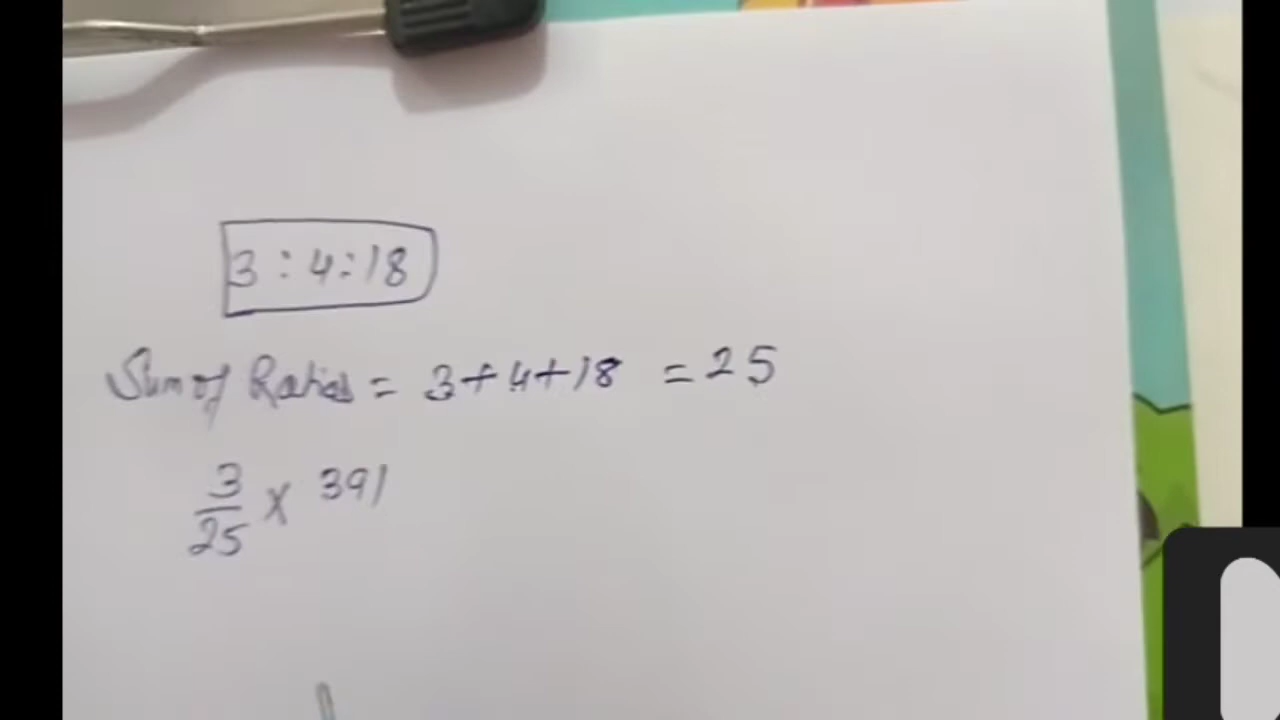 3 : 4 : 18
Sum of Ratios = 3 + 4 + 18 = 25
3/25 × 391